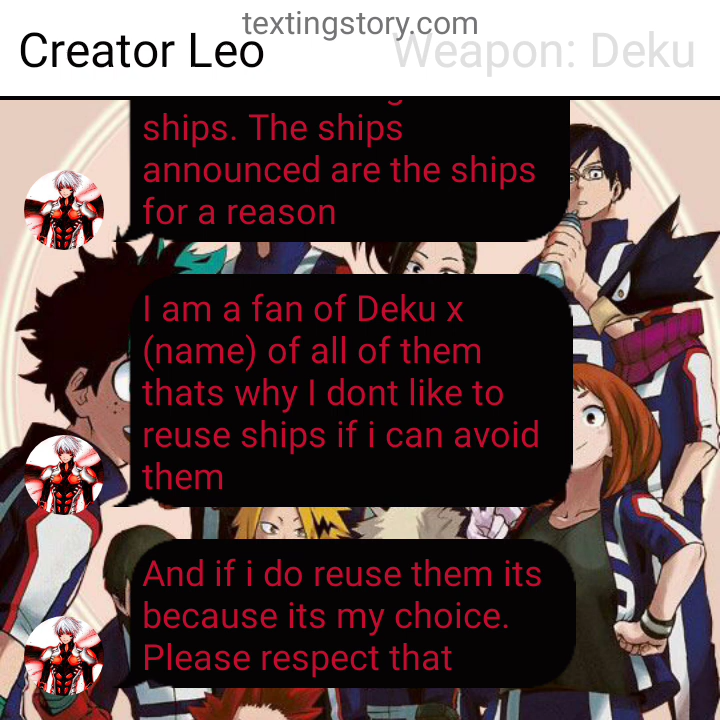 textingstory.com
Creator Leo
Weapon: Deku
ships. The ships
announced are the ships
for a reason
I am a fan of Deku x
(name) of all of them
thats why I dont like to
reuse ships if i can avoid
them
And if i do reuse them its
because its my choice.
Please respect that